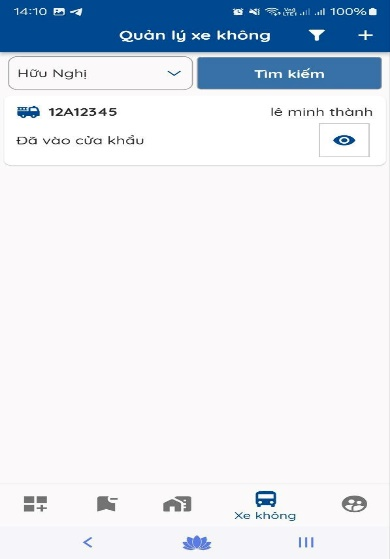 14:10 100%
Quản lý xe không
Hữu Nghị
Tìm kiếm
12A12345 lê minh thành
Đã vào cửa khẩu
Xe không